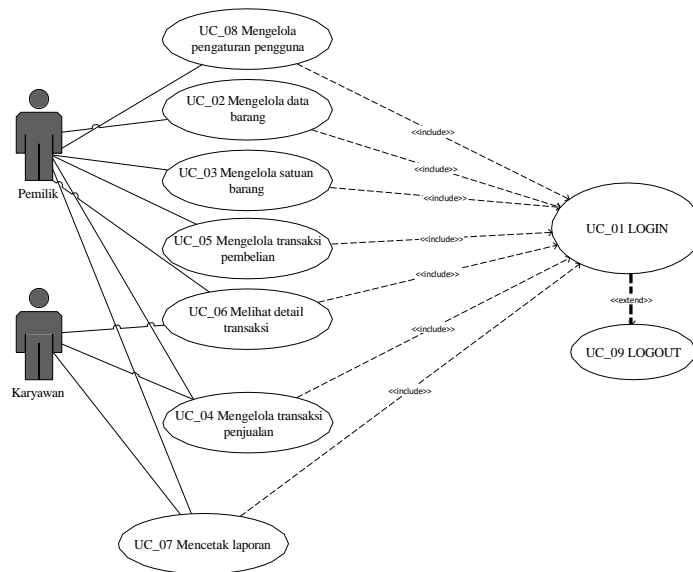 UC_08 Mengelola
pengaturan pengguna
UC_02 Mengelola data
barang
<<include>>
Pemilik
UC_03 Mengelola satuan
barang
<<include>>
<<include>>
UC_01 LOGIN
UC_05 Mengelola transaksi
pembelian
<<include>>
UC_06 Melihat detail
transaksi
<<include>>
<<extend>>
Karyawan
<<include>>
UC_09 LOGOUT
UC_04 Mengelola transaksi
penjualan
<<include>>
UC_07 Mencetak laporan